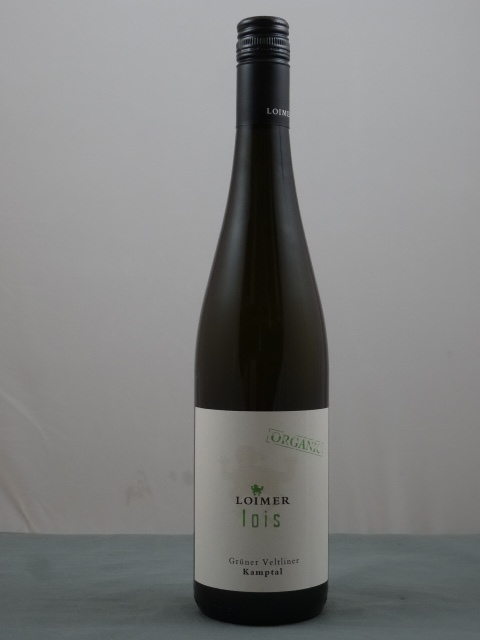 LOIMER
ORGANIC
LOIMER
lois
Grüner Veltliner
Kamptal